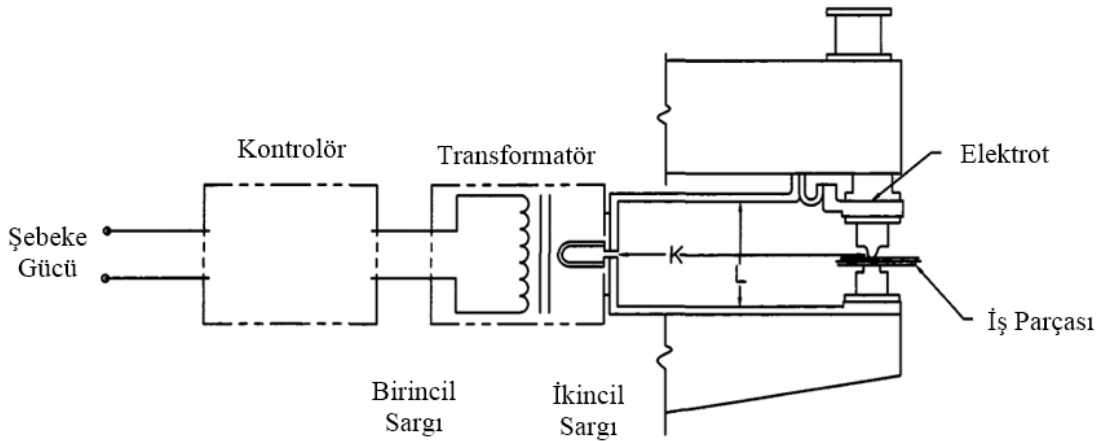 Kontrolör
Transformatör
Elektrot
Şebeke
Gücü
K
L
İş Parçası
Birincil
Sargı
İkincil
Sargı